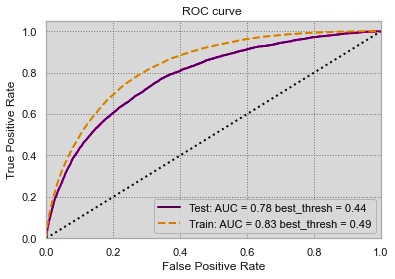 ROC curve
True Positive Rate
1.0
0.8
0.6
0.4
0.2
0.0
Test: AUC = 0.78 best_thresh = 0.44
Train: AUC = 0.83 best_thresh = 0.49
0.0 0.2 0.4 0.6 0.8 1.0
False Positive Rate